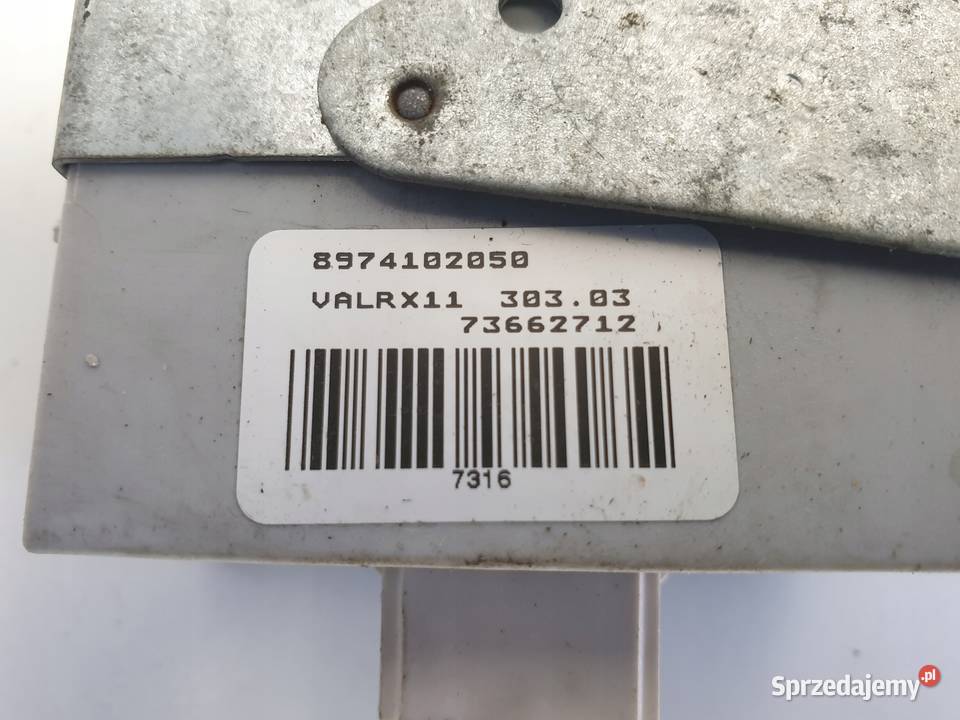 8974102050
VALRX11 303.03
73662712
7316
Sprzedajemy.pl